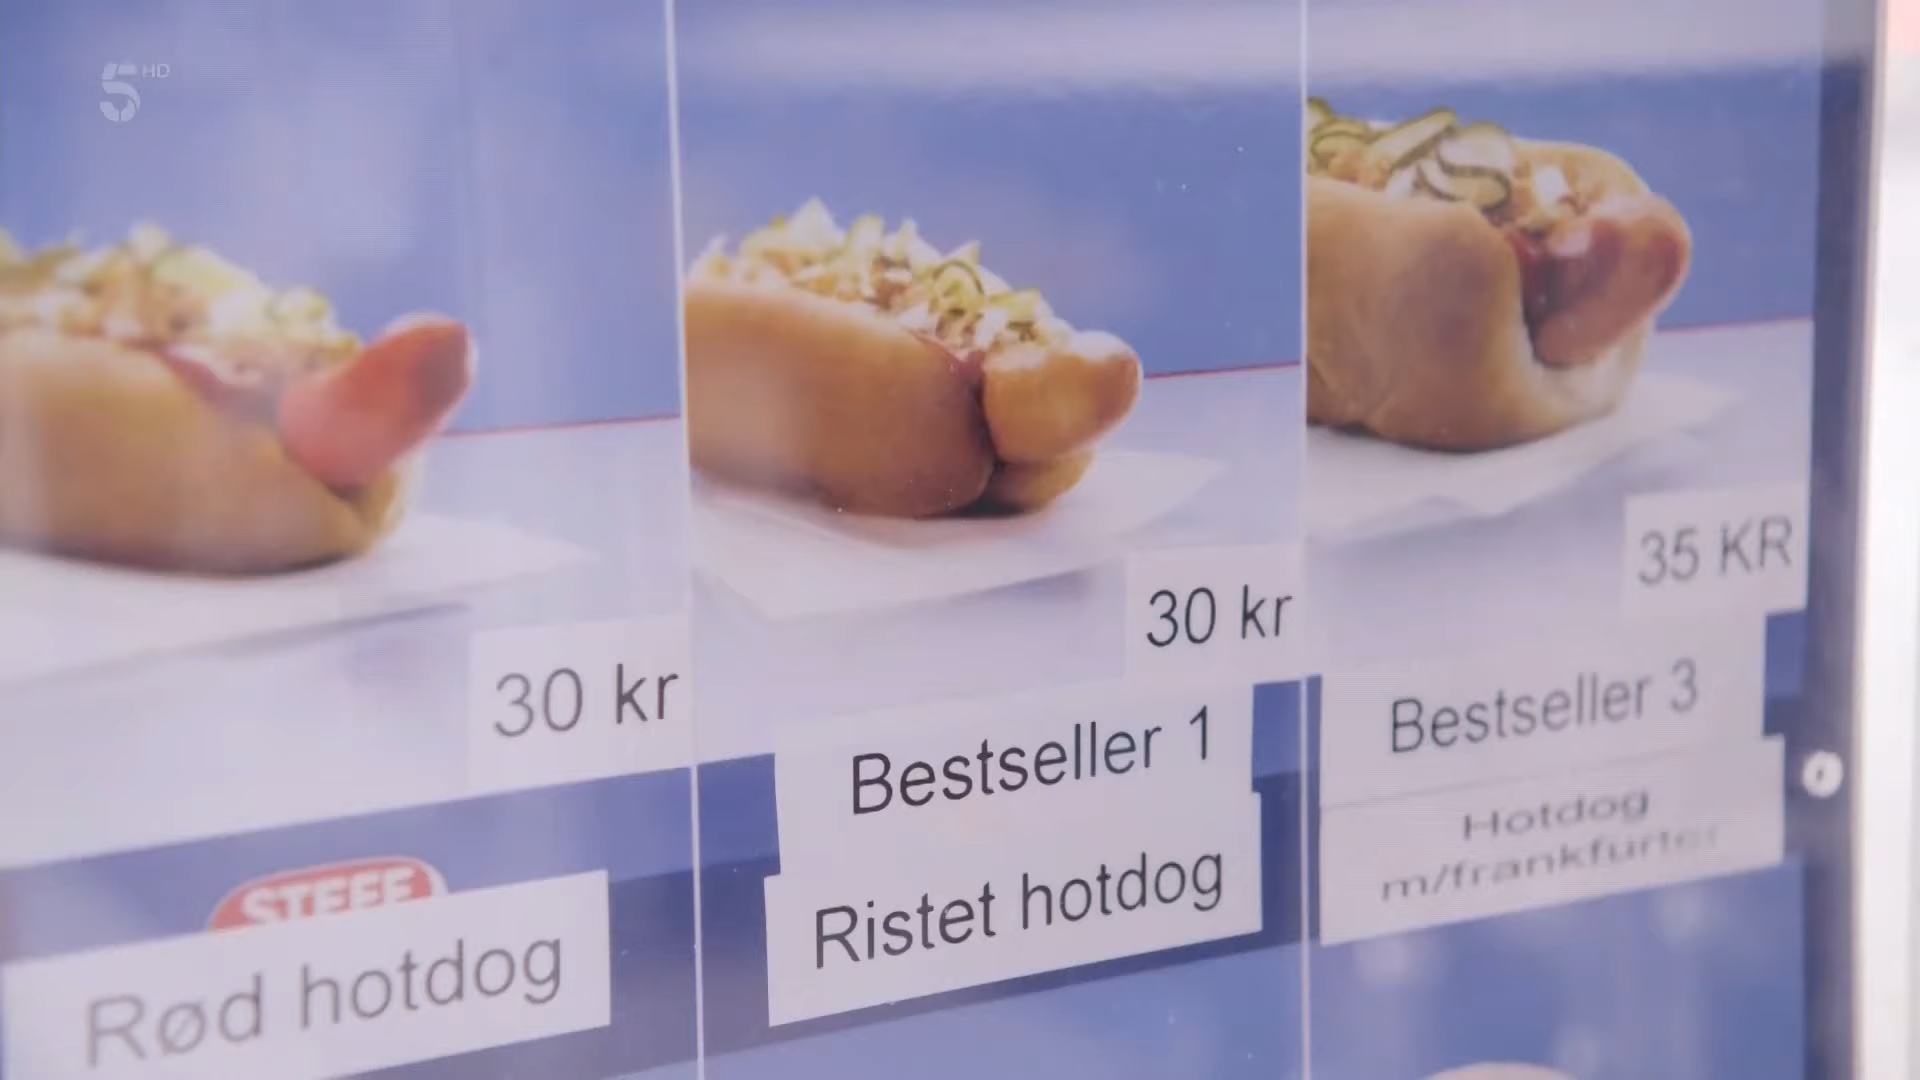 5 HD
30 kr
STEFF
Rød hotdog
30 kr
Bestseller 1
Ristet hotdog
35 KR
Bestseller 3
Hotdog
m/frankfurter